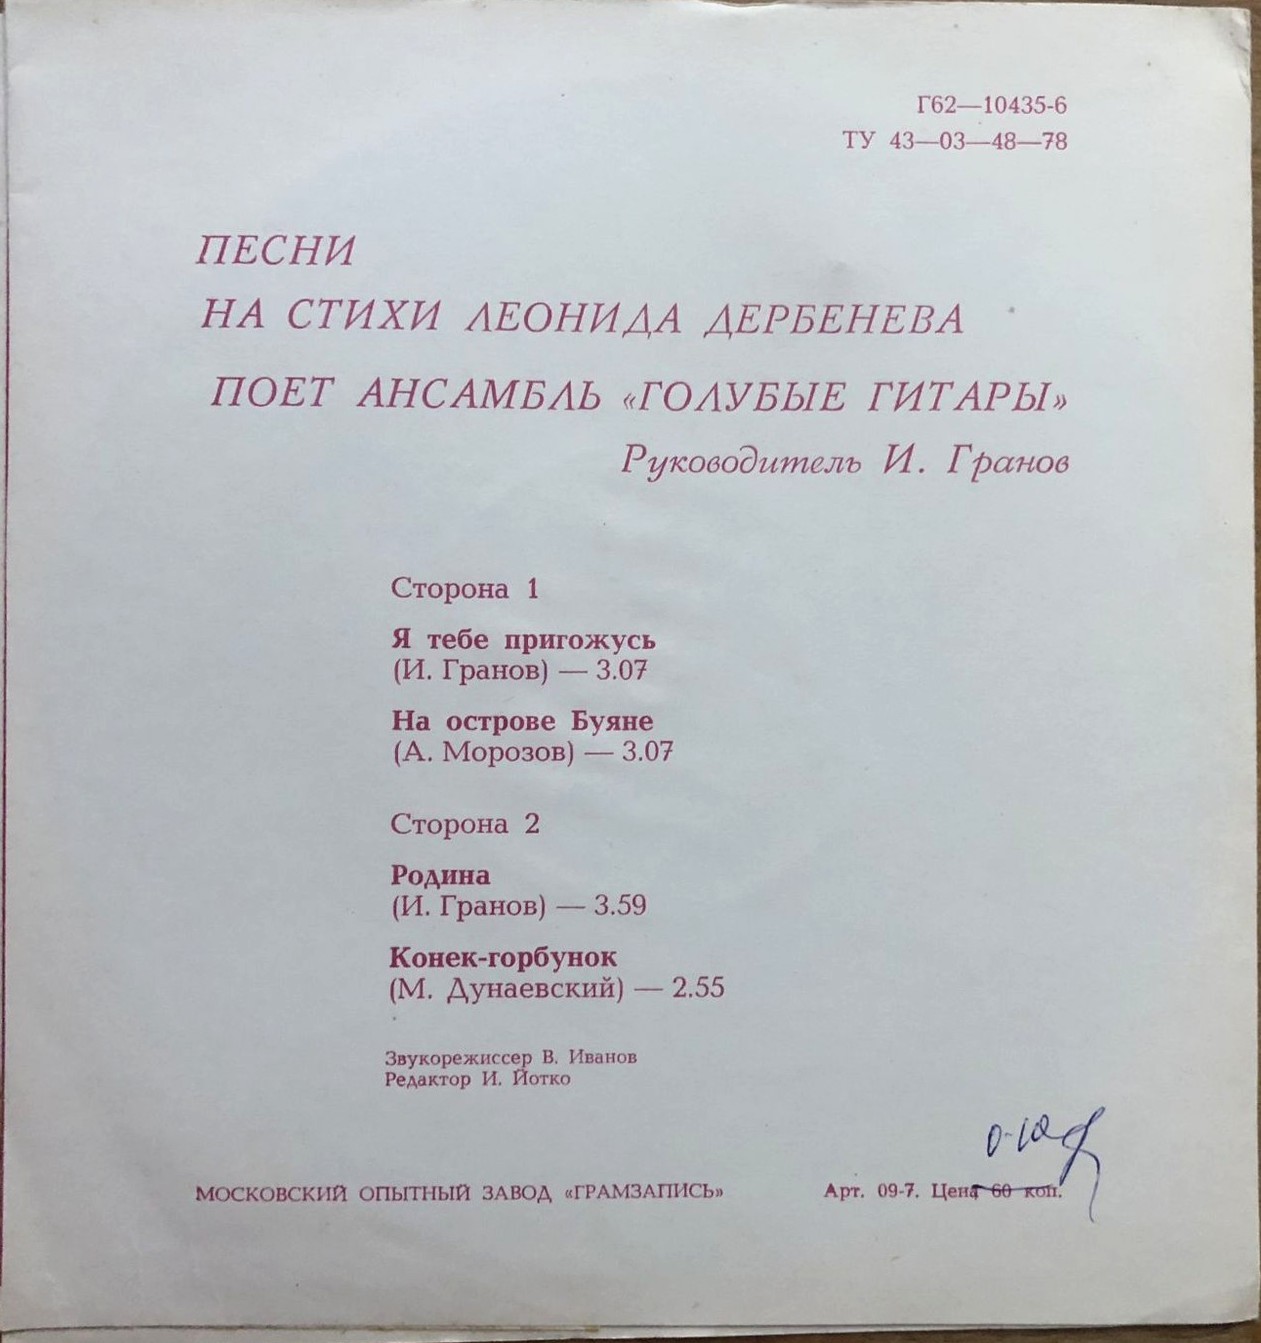 Г62—10435-6
ТУ 43—03—48—78
ПЕСНИ
НА СТИХИ ЛЕОНИДА ДЕРБЕНЕВА
ПОЕТ АНСАМБЛЬ «ГОЛУБЫЕ ГИТАРЫ»
Руководитель И. Гранов
Сторона 1
Я тебе пригожусь
(И. Гранов) — 3.07
На острове Буяне
(А. Морозов) — 3.07
Сторона 2
Родина
(И. Гранов) — 3.59
Конек-горбунок
(М. Дунаевский) — 2.55
Звукорежиссер В. Иванов
Редактор И. Йотко
0-10
МОСКОВСКИЙ ОПЫТНЫЙ ЗАВОД «ГРАМЗАПИСЬ»
Арт. 09-7. Цена 60 коп.